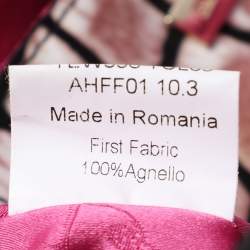 AHFF01 10.3
Made in Romania
First Fabric
100%Agnello